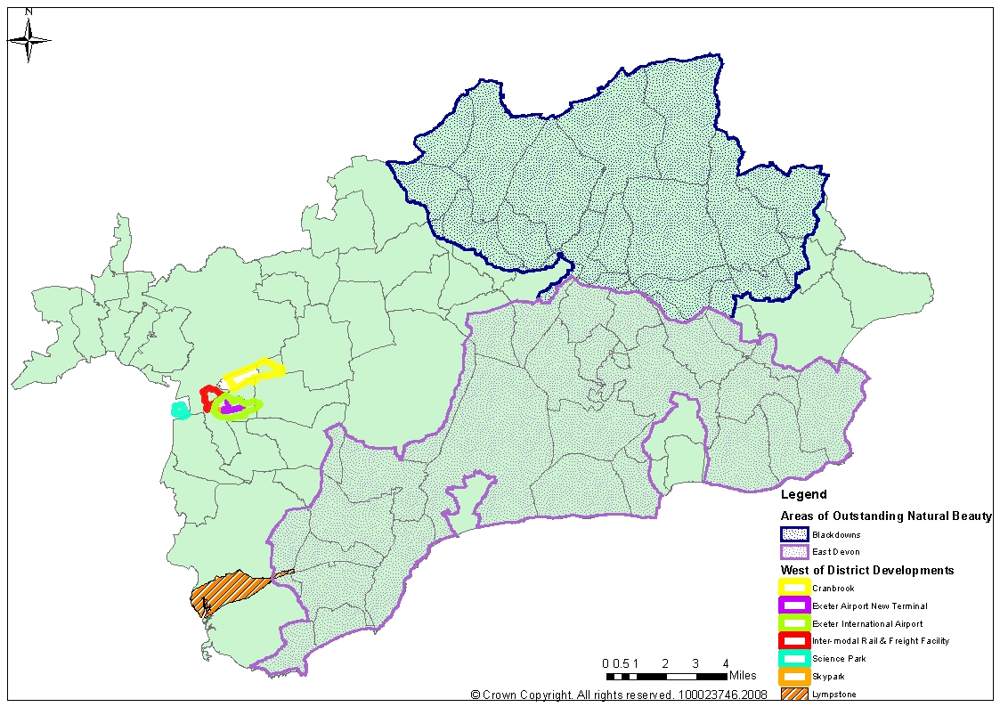 N
Legend
Areas of Outstanding Natural Beauty
Blackdowns
East Devon
West of District Developments
Cranbrook
Exeter Airport New Terminal
Exeter International Airport
Inter-modal Rail & Freight Facility
Science Park
Skypark
Lympstone
0 0.5 1 2 3 4
Miles
© Crown Copyright. All rights reserved. 100023746.2008